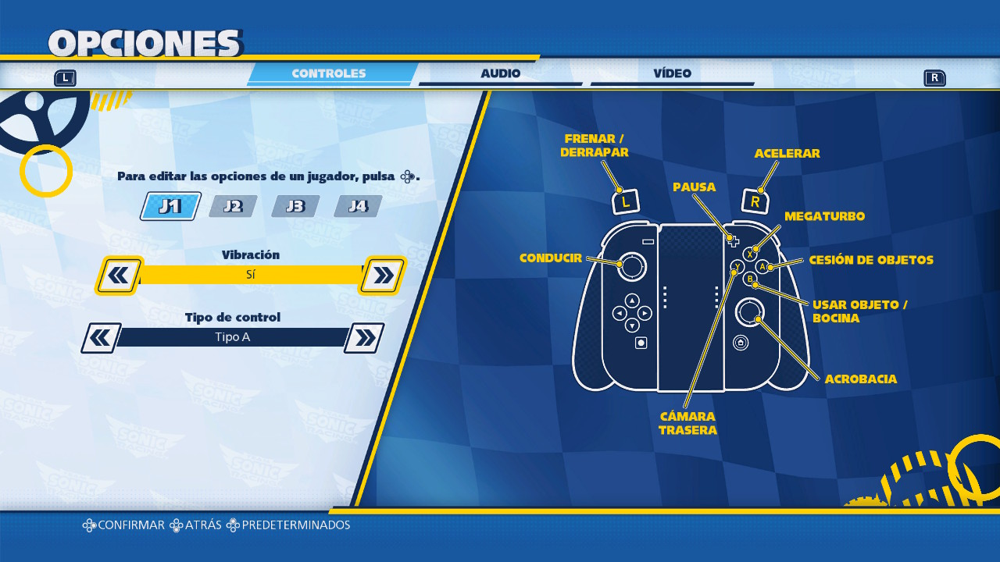 OPCIONES
L
CONTROLES
AUDIO
VÍDEO
R
Para editar las opciones de un jugador, pulsa .
J1
J2
J3
J4
Vibración
Sí
Tipo de control
Tipo A
FRENAR /
DERRAPAR
ACELERAR
PAUSA
L
R
MEGATURBO
CONDUCIR
X
CESIÓN DE OBJETOS
Y
A
B
USAR OBJETO /
BOCINA
ACROBACIA
CÁMARA
TRASERA
CONFIRMAR ATRÁS PREDETERMINADOS